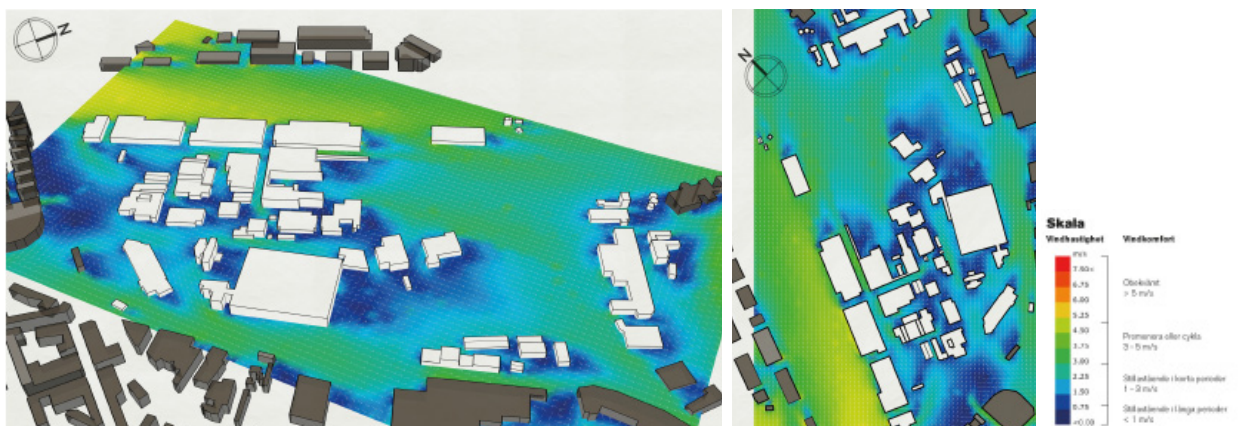 N
N
Skala
Vindhastighet Vindkomfort
m/s
7.50<
6.75
6.00
5.25
4.50
3.75
3.00
2.25
1.50
0.75
<0.00
Obekvämt
> 5 m/s
Promenera eller cykla
3 - 5 m/s
Stillastående i korta perioder
1 - 3 m/s
Stillastående i långa perioder
< 1 m/s